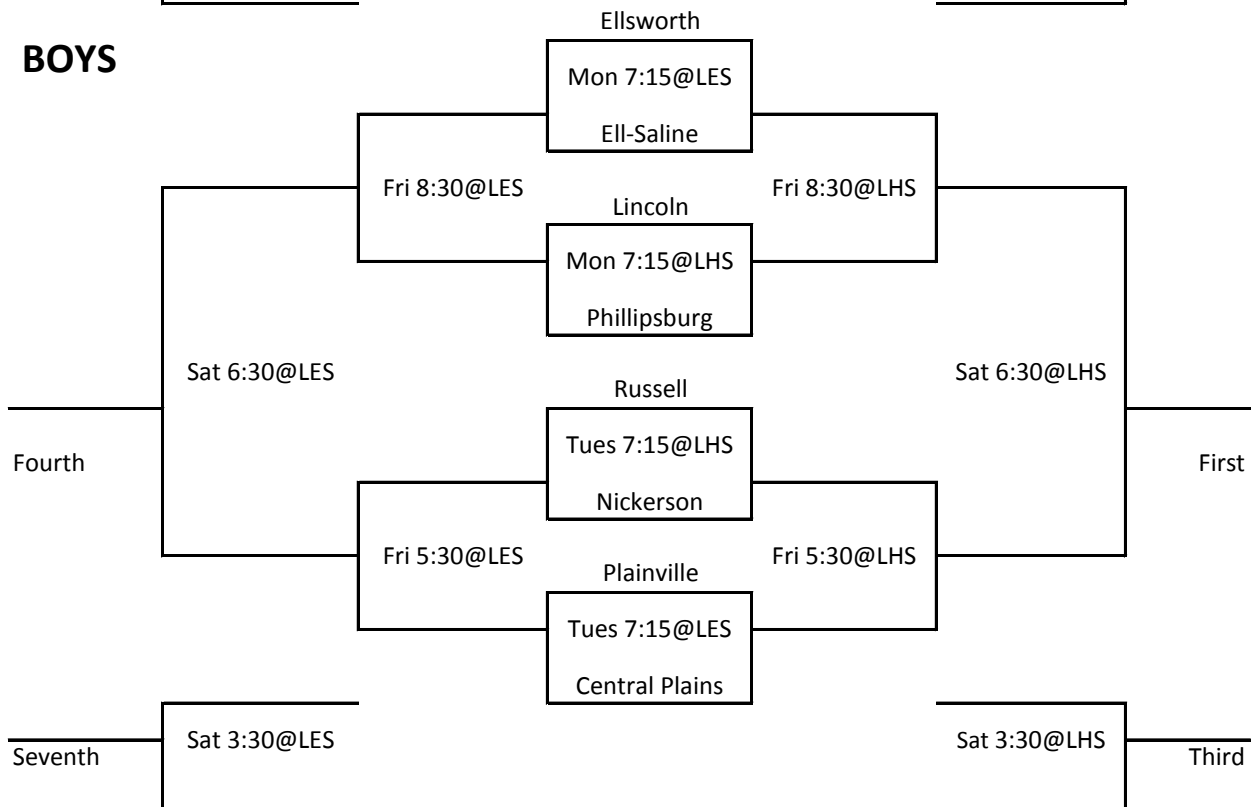 Ellsworth
BOYS
Mon 7:15@LES
Ell-Saline
Fri 8:30@LES
Fri 8:30@LHS
Lincoln
Mon 7:15@LHS
Phillipsburg
Sat 6:30@LES
Sat 6:30@LHS
Russell
Tues 7:15@LHS
Fourth
First
Nickerson
Fri 5:30@LES
Fri 5:30@LHS
Plainville
Tues 7:15@LES
Central Plains
Sat 3:30@LES
Sat 3:30@LHS
Seventh
Third